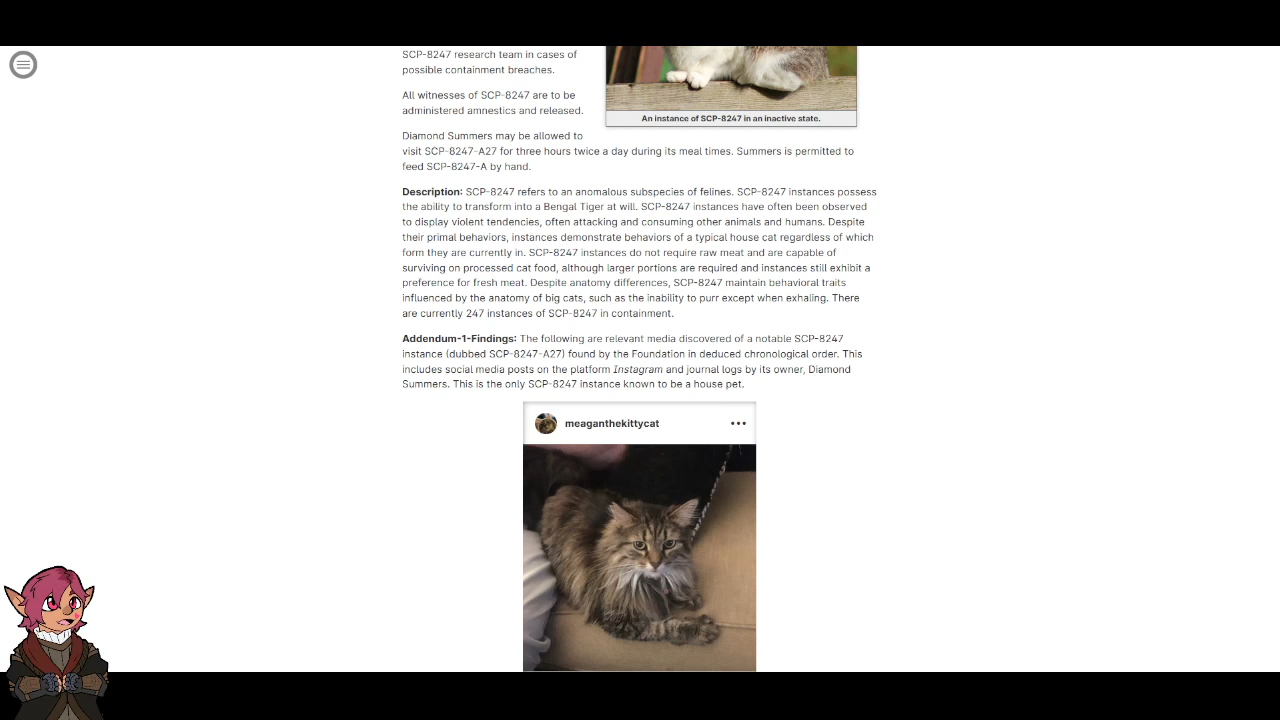 SCP-8247 research team in cases of
possible containment breaches.
All witnesses of SCP-8247 are to be
administered amnestics and released.
An instance of SCP-8247 in an inactive state.
Diamond Summers may be allowed to
visit SCP-8247-A27 for three hours twice a day during its meal times. Summers is permitted to
feed SCP-8247-A by hand.
Description: SCP-8247 refers to an anomalous subspecies of felines. SCP-8247 instances possess
the ability to transform into a Bengal Tiger at will. SCP-8247 instances have often been observed
to display violent tendencies, often attacking and consuming other animals and humans. Despite
their primal behaviors, instances demonstrate behaviors of a typical house cat regardless of which
form they are currently in. SCP-8247 instances do not require raw meat and are capable of
surviving on processed cat food, although larger portions are required and instances still exhibit a
preference for fresh meat. Despite anatomy differences, SCP-8247 maintain behavioral traits
influenced by the anatomy of big cats, such as the inability to purr except when exhaling. There
are currently 247 instances of SCP-8247 in containment.
Addendum-1-Findings: The following are relevant media discovered of a notable SCP-8247
instance (dubbed SCP-8247-A27) found by the Foundation in deduced chronological order. This
includes social media posts on the platform Instagram and journal logs by its owner, Diamond
Summers. This is the only SCP-8247 instance known to be a house pet.
meaganthekittycat